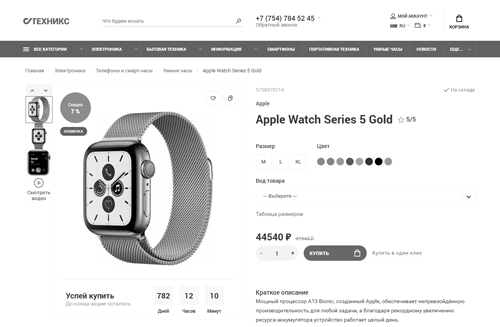 ТЕХНИКС
Что будем искать
+7 (754) 784 52 45
Обратный звонок
МОЙ АККАУНТ
RU
₽
КОРЗИНА
ВСЕ КАТЕГОРИИ
ЭЛЕКТРОНИКА
БЫТОВАЯ ТЕХНИКА
ИНФОРМАЦИЯ
СМАРТФОНЫ
ПОРТАТИВНАЯ ТЕХНИКА
УМНЫЕ ЧАСЫ
НОВОСТИ
ЕЩЕ...
Главная
Электроника
Телефоны и смарт-часы
Умные часы
Apple Watch Series 5 Gold
Скидка
7 %
НОВИНКА
Смотреть
видео
Успей купить
До конца акции осталось
782
Дней
12
Часов
10
Минут
5758070714
На складе
Apple
Apple Watch Series 5 Gold
5/5
Размер
Цвет
M
L
XL
Вид товара
--- Выберите ---
Таблица размеров
44540 ₽
-
1
+
КУПИТЬ
Купить в один клик
Краткое описание
Мощный процессор A13 Bionic, созданный Apple, обеспечивает непревзойдённую
производительность для любой задачи, а благодаря рекордному увеличению
ресурса аккумулятора устройство работает целый день.